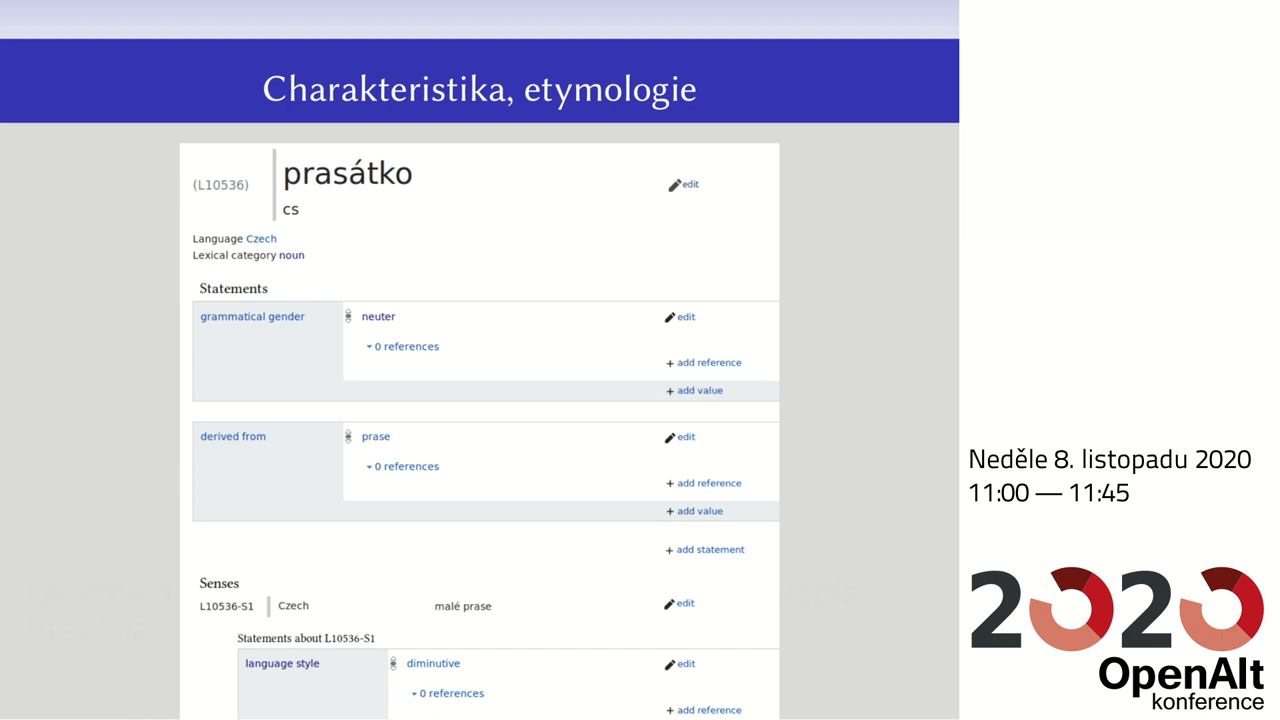 Charakteristika, etymologie
(L10536)
prasátko
edit
cs
Language Czech
Lexical category noun
Statements
grammatical gender
neuter
edit
0 references
+ add reference
+ add value
derived from
prase
edit
0 references
+ add reference
+ add value
+ add statement
Senses
L10536-S1
Czech
malé prase
edit
Statements about L10536-S1
language style
diminutive
edit
0 references
+ add reference
Neděle 8. listopadu 2020
11:00 — 11:45
2020
OpenAlt
konference